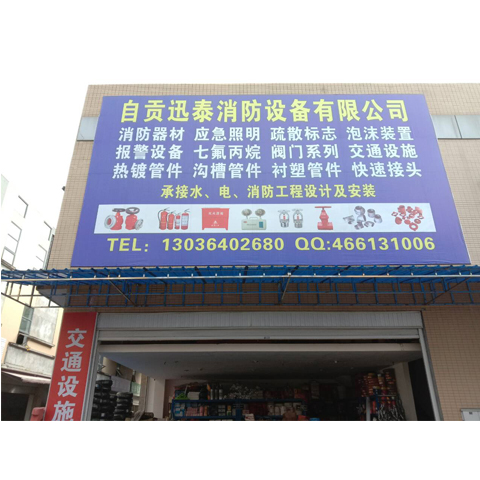 自贡迅泰消防设备有限公司
消防器材 应急照明 疏散标志 泡沫装置
报警设备 七氟丙烷 阀门系列 交通设施
热镀管件 沟槽管件 衬塑管件 快速接头
承接水、电、消防工程设计及安装
TEL: 13036402680 QQ:466131006
交通设施